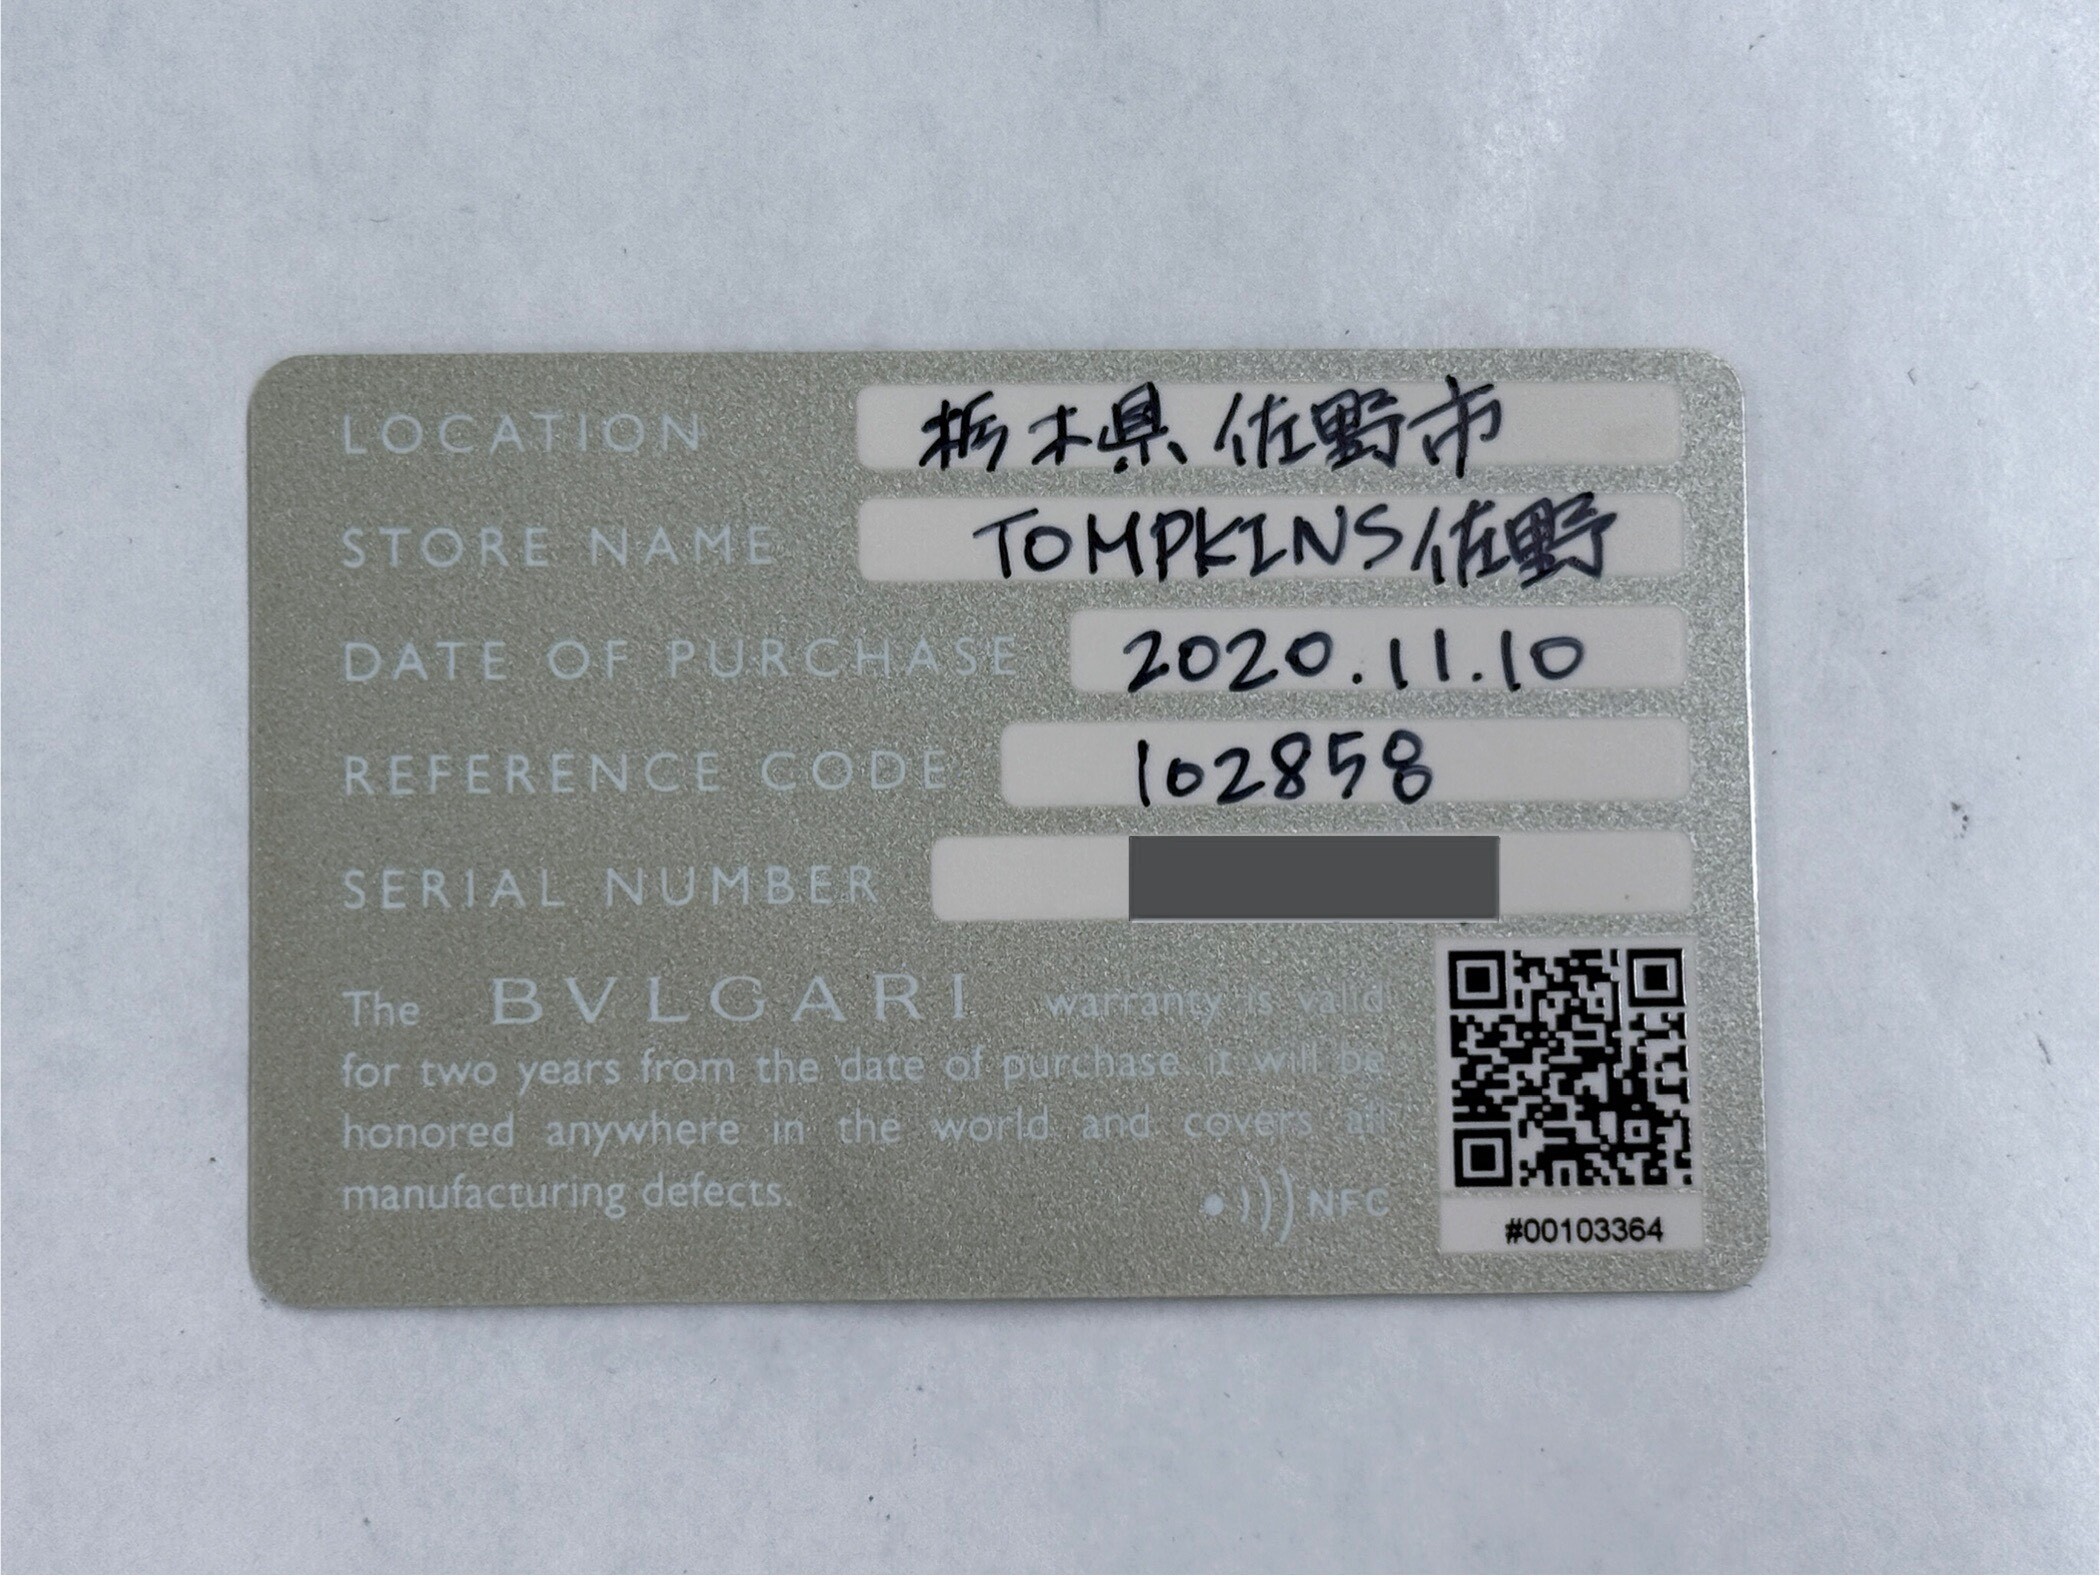 LOCATION 栃木県佐野市
STORE NAME TOMPKINS佐野
DATE OF PURCHASE 2020.11.10
REFERENCE CODE 102858
SERIAL NUMBER
The BVLGARI warranty is valid
for two years from the date of purchase. it will be
honored anywhere in the world and covers all
manufacturing defects.
NFC
#00103364